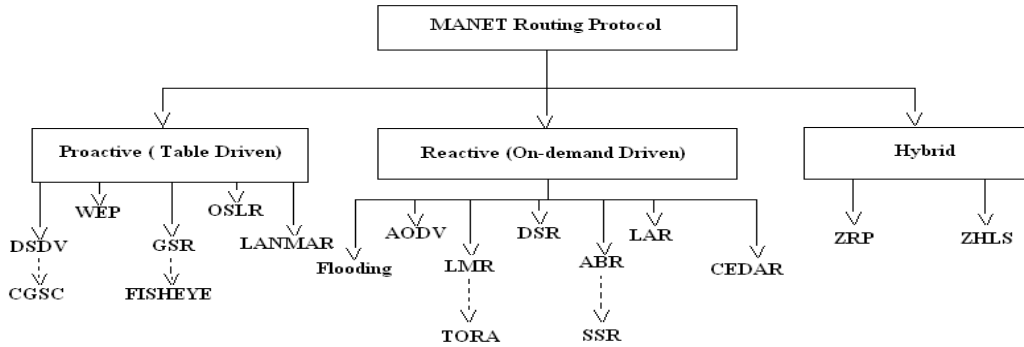 MANET Routing Protocol
Proactive ( Table Driven)
Reactive (On-demand Driven)
Hybrid
DSDV
WEP
GSR
OSLR
LANMAR
CGSC
FISHEYE
Flooding
AODV
LMR
DSR
ABR
LAR
CEDAR
TORA
SSR
ZRP
ZHLS